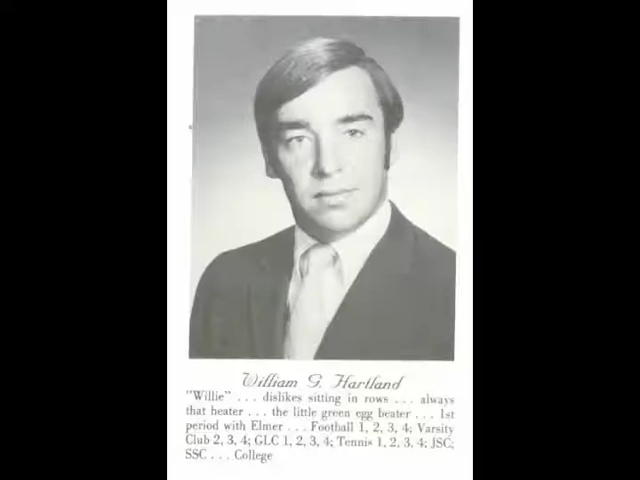 William G. Hartland
"Willie" . . . dislikes sitting in rows . . . always
that heater . . . the little green egg beater . . . 1st
period with Elmer . . . Football 1, 2, 3, 4; Varsity
Club 2, 3, 4; GLC 1, 2, 3, 4; Tennis 1, 2, 3, 4; JSC;
SSC . . . College